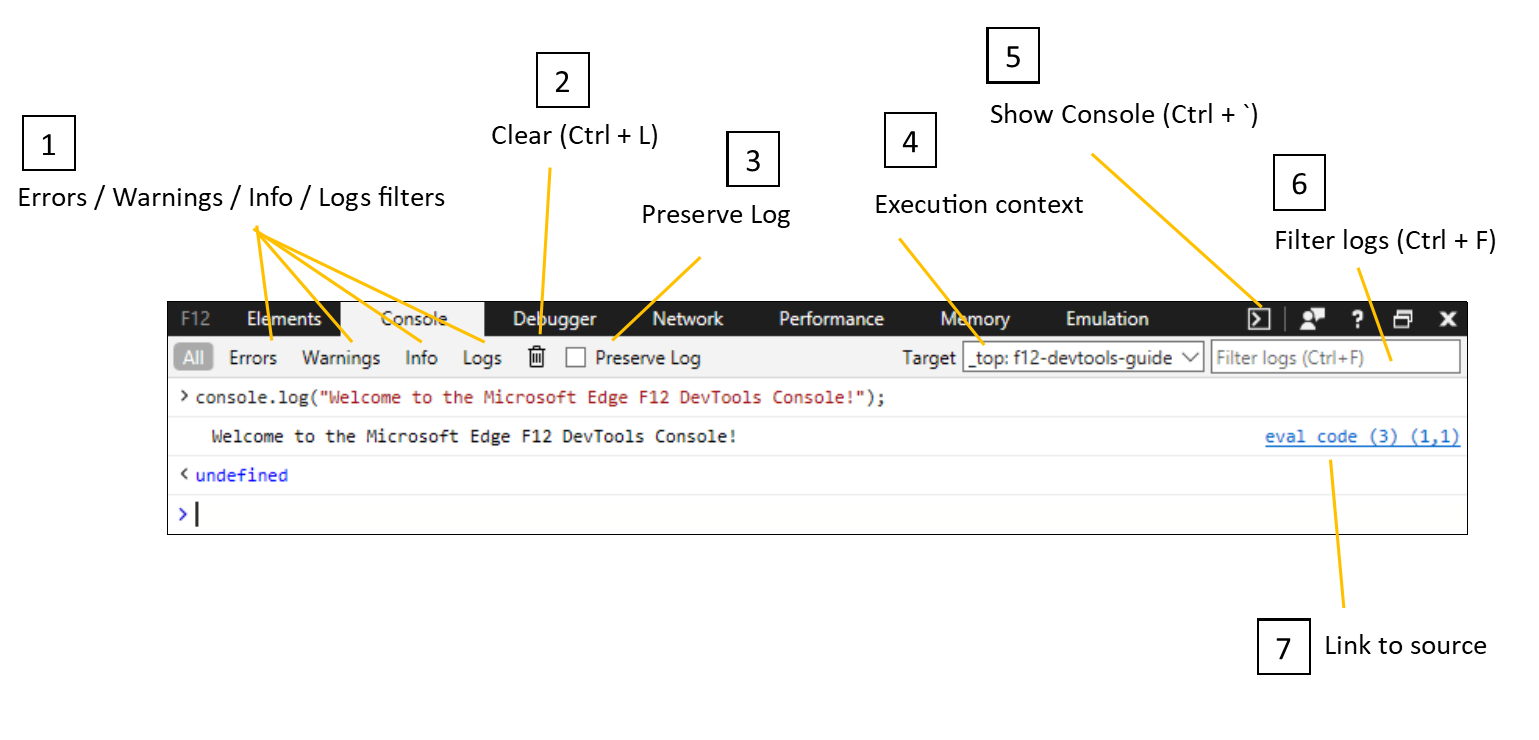 5
Show Console (Ctrl + `)
2
Clear (Ctrl + L)
1
Errors / Warnings / Info / Logs filters
3
Preserve Log
4
Execution context
6
Filter logs (Ctrl + F)
F12 Elements Console Debugger Network Performance Memory Emulation ?
All Errors Warnings Info Logs Preserve Log Target _top: f12-devtools-guide Filter logs (Ctrl+F)
> console.log("Welcome to the Microsoft Edge F12 DevTools Console!");
Welcome to the Microsoft Edge F12 DevTools Console! eval code (3) (1,1)
< undefined
>
7 Link to source